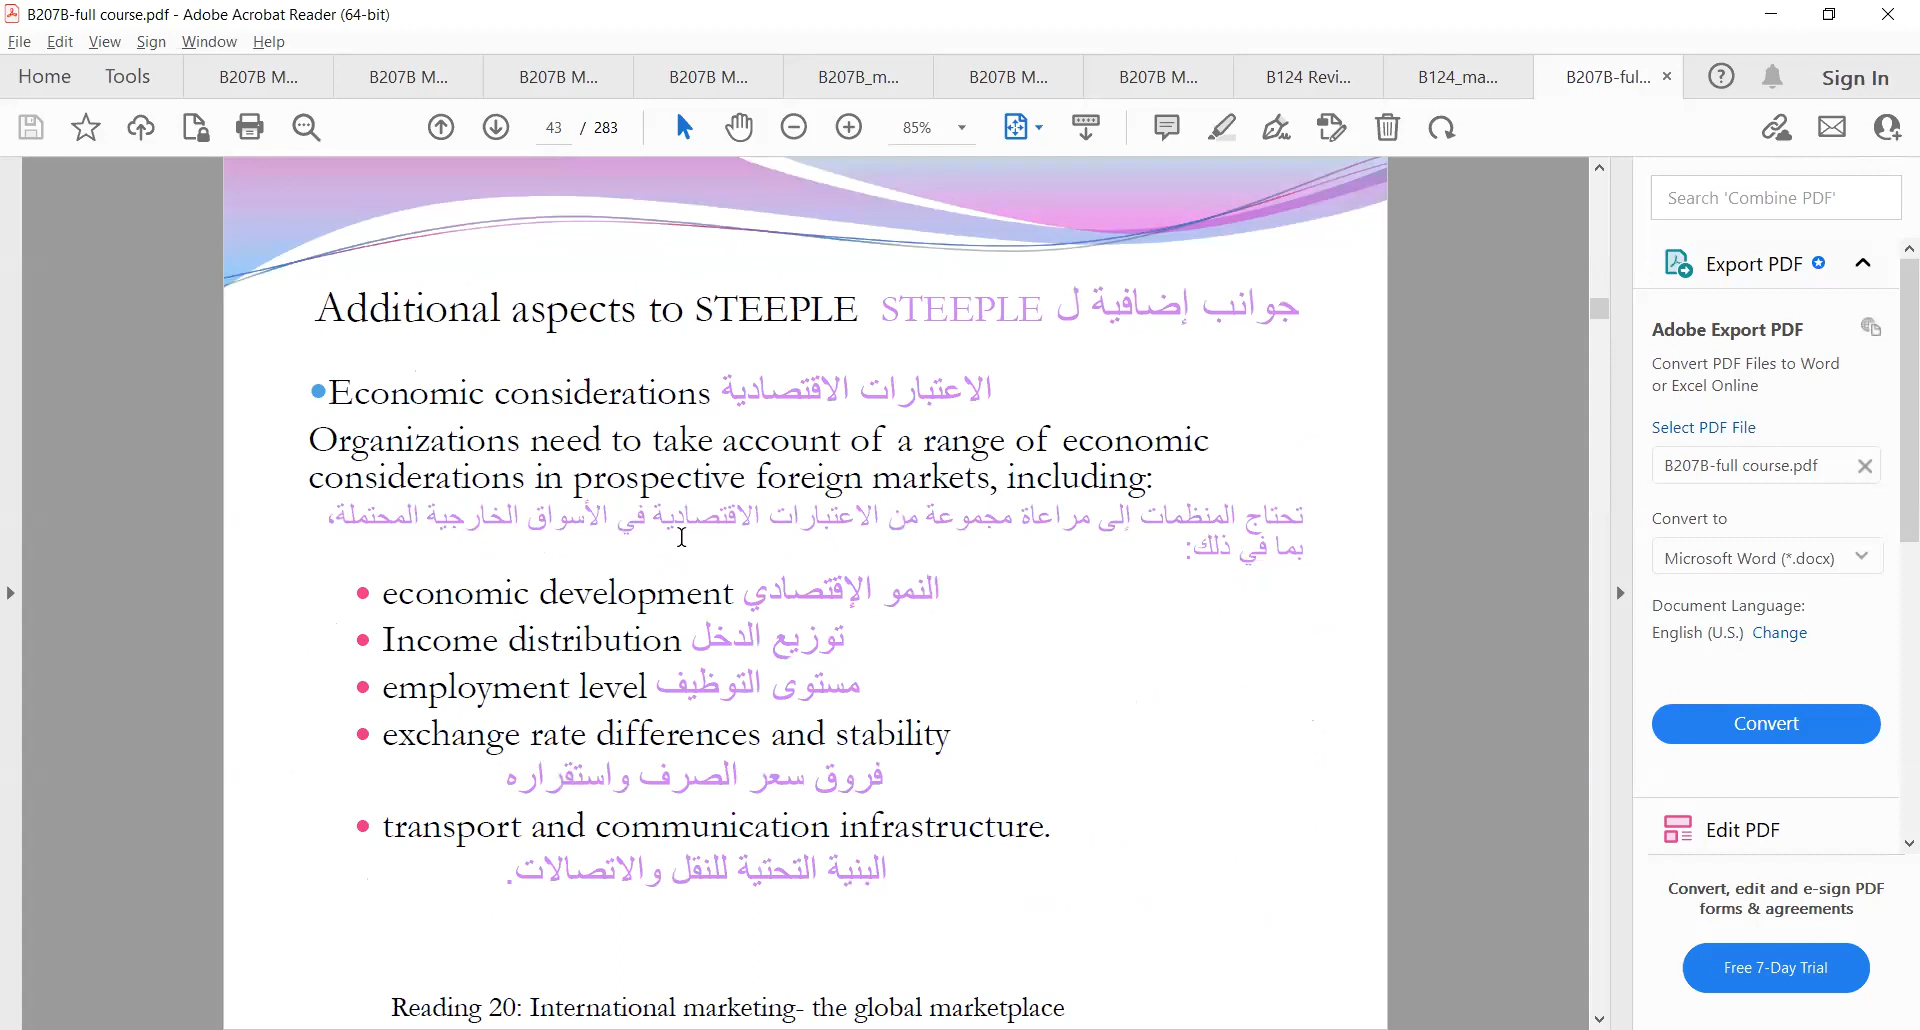 B207B-full course.pdf - Adobe Acrobat Reader (64-bit)
File Edit View Sign Window Help
Home Tools B207B M... B207B M... B207B M... B207B M... B207B_m... B207B M... B207B M... B124 Revi... B124_ma... B207B-ful... Sign In
43 / 283 85%
Additional aspects to STEEPLE STEEPLE جوانب إضافية ل
Economic considerations الاعتبارات الاقتصادية
Organizations need to take account of a range of economic
considerations in prospective foreign markets, including:
تحتاج المنظمات إلى مراعاة مجموعة من الاعتبارات الاقتصادية في الأسواق الخارجية المحتملة،
بما في ذلك:
• economic development النمو الإقتصادي
• Income distribution توزيع الدخل
• employment level مستوى التوظيف
• exchange rate differences and stability
فروق سعر الصرف واستقراره
• transport and communication infrastructure.
البنية التحتية للنقل والاتصالات.
Reading 20: International marketing- the global marketplace
Search 'Combine PDF'
Export PDF
Adobe Export PDF
Convert PDF Files to Word
or Excel Online
Select PDF File
B207B-full course.pdf
Convert to
Microsoft Word (*.docx)
Document Language:
English (U.S.) Change
Convert
Edit PDF
Convert, edit and e-sign PDF
forms & agreements
Free 7-Day Trial